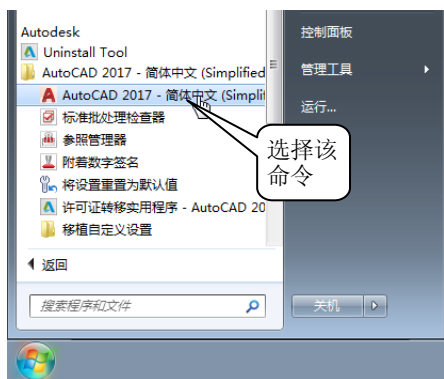 Autodesk
Uninstall Tool
AutoCAD 2017 - 简体中文 (Simplified
AutoCAD 2017 - 简体中文 (Simplif
标准批处理检查器
参照管理器
附着数字签名
将设置重置为默认值
许可证转移实用程序 - AutoCAD 20
移植自定义设置
返回
搜索程序和文件
控制面板
管理工具
运行...
选择该
命令
关机